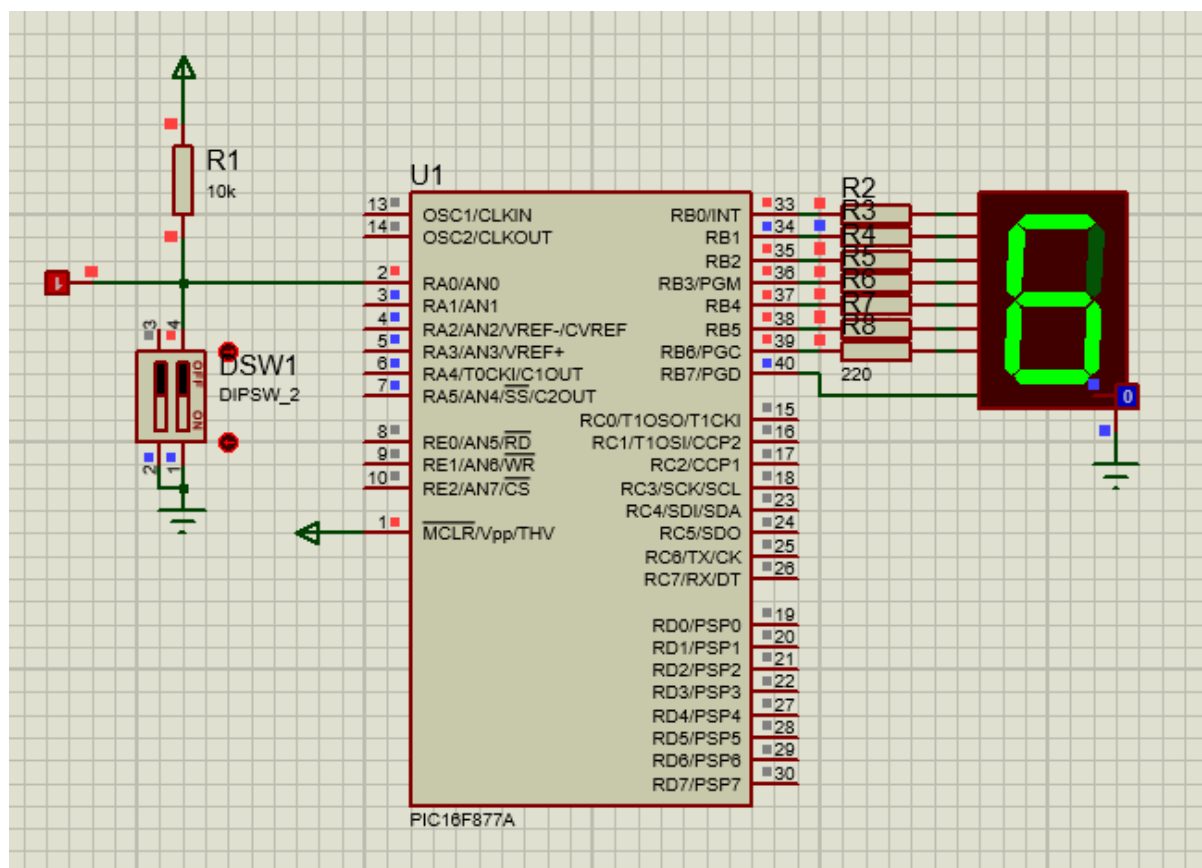 R1
10k
1
3
4
OFF
ON
DSW1
DIPSW_2
2
1
U1
13
OSC1/CLKIN
14
OSC2/CLKOUT
2
RA0/AN0
3
RA1/AN1
4
RA2/AN2/VREF-/CVREF
5
RA3/AN3/VREF+
6
RA4/T0CKI/C1OUT
7
RA5/AN4/SS/C2OUT
8
RE0/AN5/RD
9
RE1/AN6/WR
10
RE2/AN7/CS
1
MCLR/Vpp/THV
RB0/INT
33
RB1
34
RB2
35
RB3/PGM
36
RB4
37
RB5
38
RB6/PGC
39
RB7/PGD
40
RC0/T1OSO/T1CKI
15
RC1/T1OSI/CCP2
16
RC2/CCP1
17
RC3/SCK/SCL
18
RC4/SDI/SDA
23
RC5/SDO
24
RC6/TX/CK
25
RC7/RX/DT
26
RD0/PSP0
19
RD1/PSP1
20
RD2/PSP2
21
RD3/PSP3
22
RD4/PSP4
27
RD5/PSP5
28
RD6/PSP6
29
RD7/PSP7
30
PIC16F877A
R2
R3
R4
R5
R6
R7
R8
220
6
0